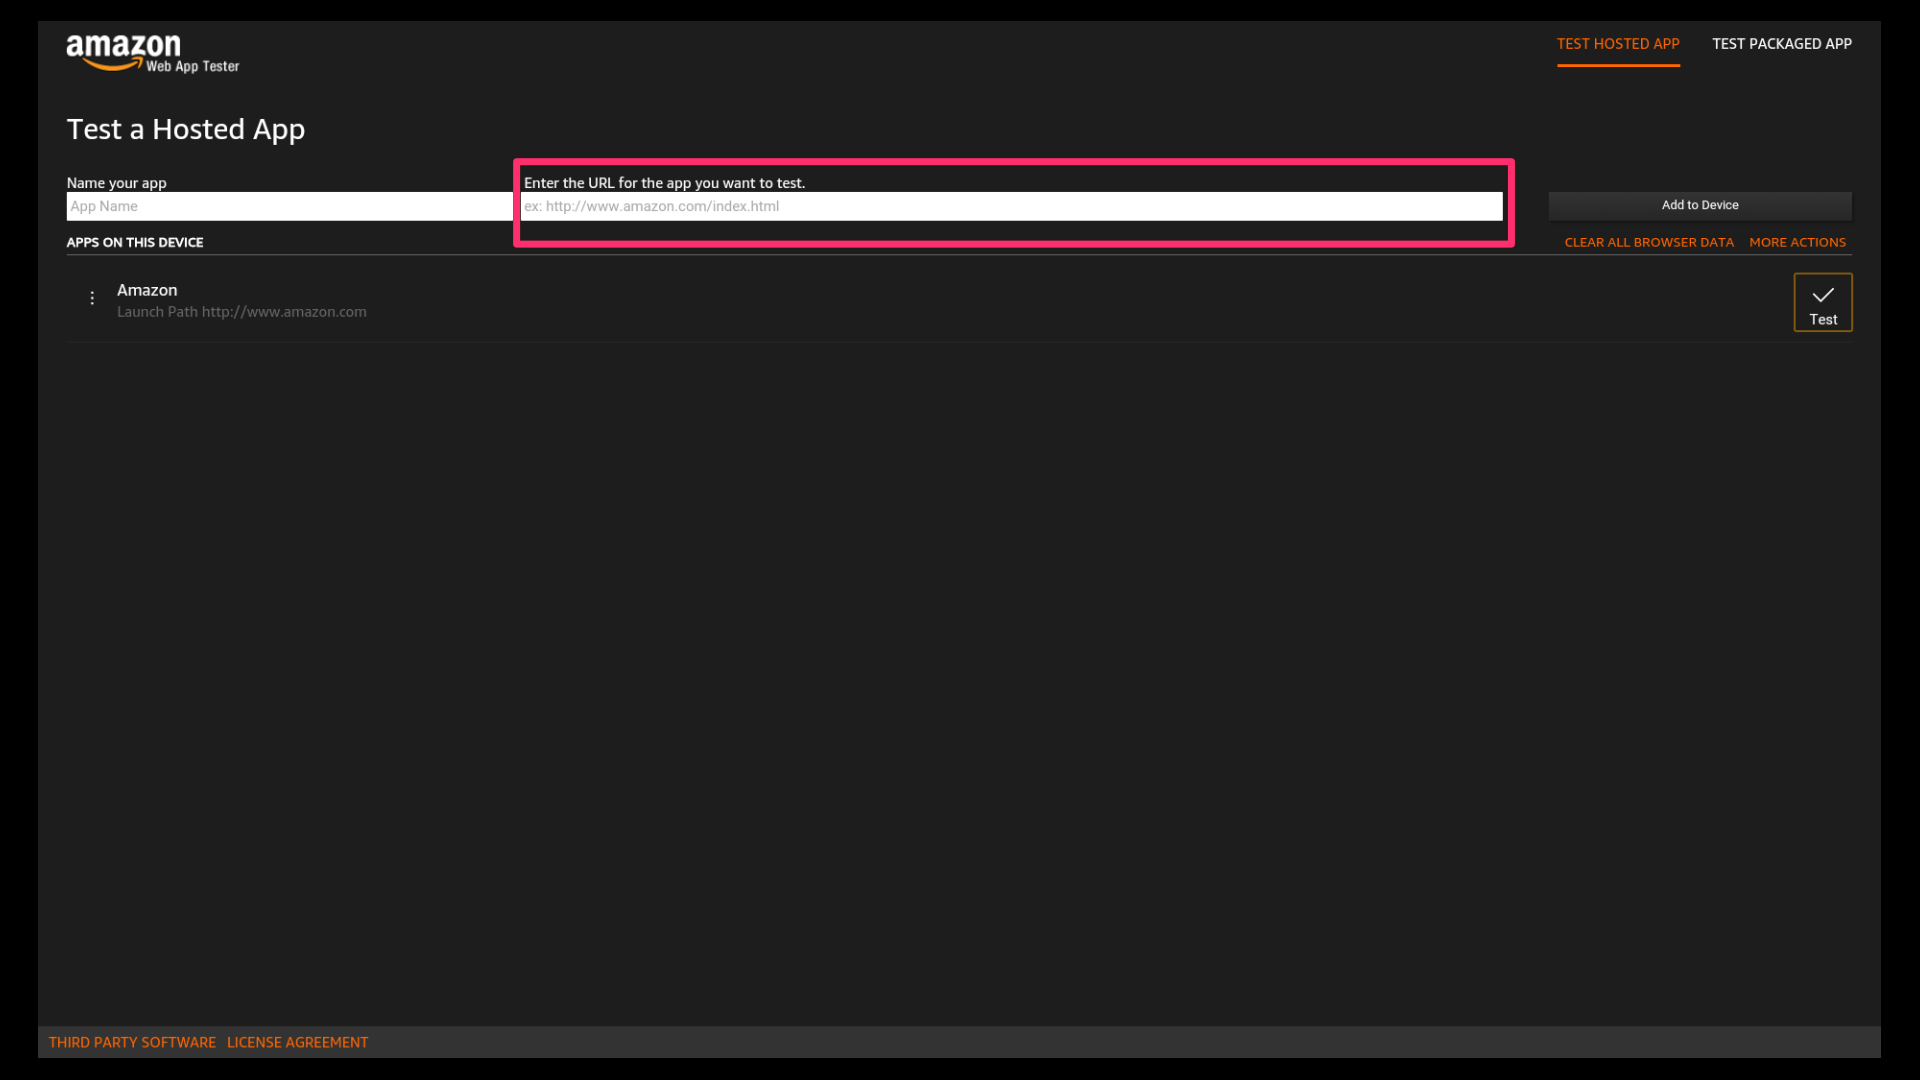 amazon
Web App Tester
TEST HOSTED APP
TEST PACKAGED APP
Test a Hosted App
Name your app
Enter the URL for the app you want to test.
App Name
ex: http://www.amazon.com/index.html
Add to Device
APPS ON THIS DEVICE
CLEAR ALL BROWSER DATA
MORE ACTIONS
Amazon
Launch Path http://www.amazon.com
Test
THIRD PARTY SOFTWARE
LICENSE AGREEMENT